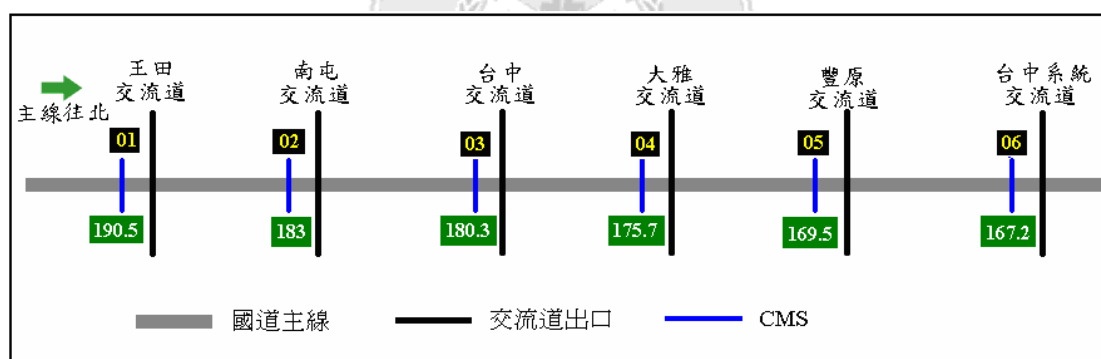 王田
交流道
南屯
交流道
台中
交流道
大雅
交流道
豐原
交流道
台中系統
交流道
主線往北
01
02
03
04
05
06
190.5
183
180.3
175.7
169.5
167.2
國道主線
交流道出口
CMS